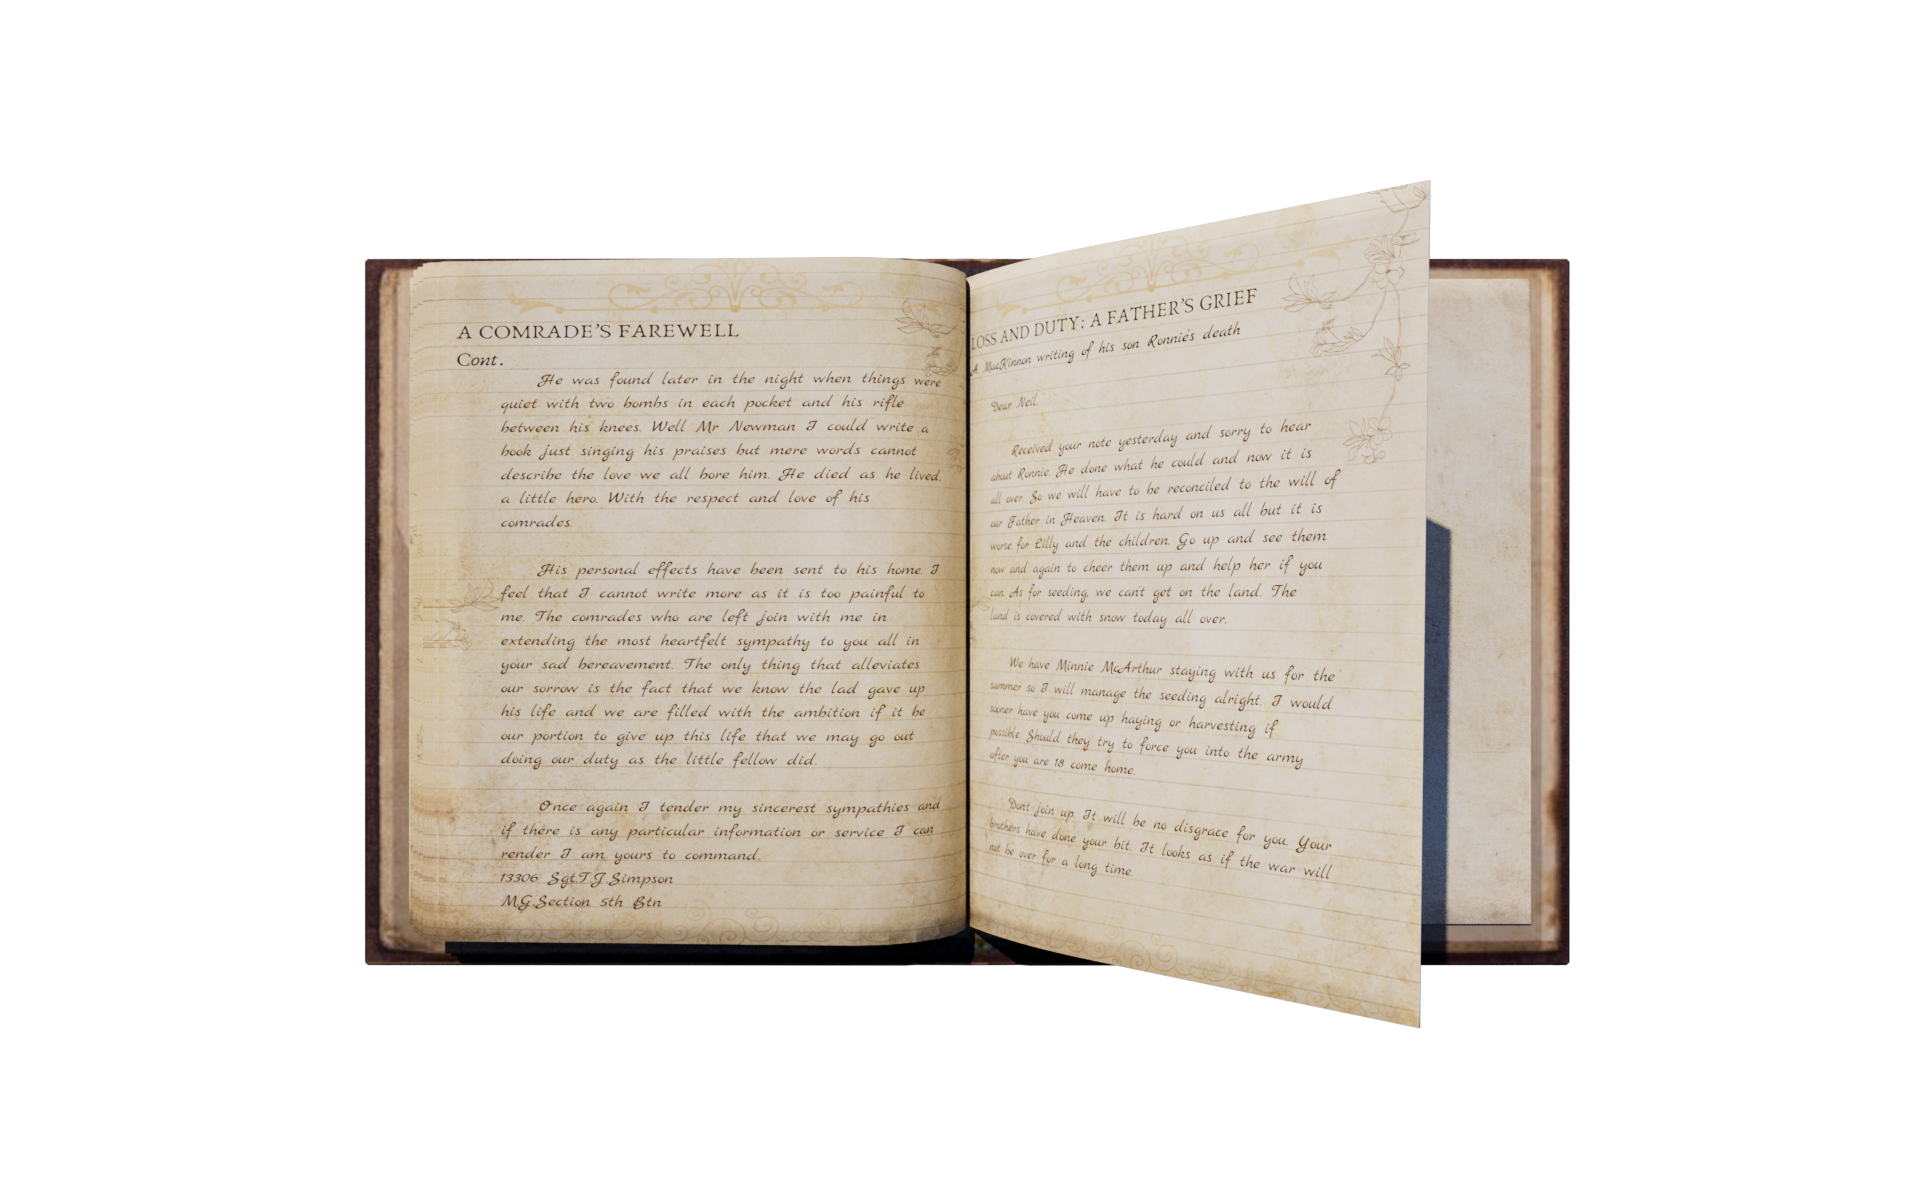 A COMRADE'S FAREWELL
Cont.
He was found later in the night when things were
quiet with two bombs in each pocket and his rifle
between his knees. Well Mr Newman I could write a
book just singing his praises but mere words cannot
describe the love we all bore him. He died as he lived,
a little hero. With the respect and love of his
comrades.
His personal effects have been sent to his home. I
feel that I cannot write more as it is too painful to
me. The comrades who are left join with me in
extending the most heartfelt sympathy to you all in
your sad bereavement. The only thing that alleviates
our sorrow is the fact that we know the lad gave up
his life and we are filled with the ambition if it be
our portion to give up this life that we may go out
doing our duty as the little fellow did.
Once again I tender my sincerest sympathies and
if there is any particular information or service I can
render I am yours to command.
13306 Sgt.T.J.Simpson
M.G.Section 5th Btn
LOSS AND DUTY: A FATHER'S GRIEF
A MacKinnon writing of his son Ronnie's death
Dear Neil,
Received your note yesterday and sorry to hear
about Ronnie. He done what he could and now it is
all over. So we will have to be reconciled to the will of
our Father in Heaven. It is hard on us all but it is
worse for Lilly and the children. Go up and see them
now and again to cheer them up and help her if you
can. As for seeding, we can't get on the land. The
land is covered with snow today all over.
We have Minnie McArthur staying with us for the
summer so I will manage the seeding alright. I would
sooner have you come up haying or harvesting if
possible. Should they try to force you into the army
after you are 18 come home.
Don't join up. It will be no disgrace for you. Your
brothers have done your bit. It looks as if the war will
not be over for a long time.